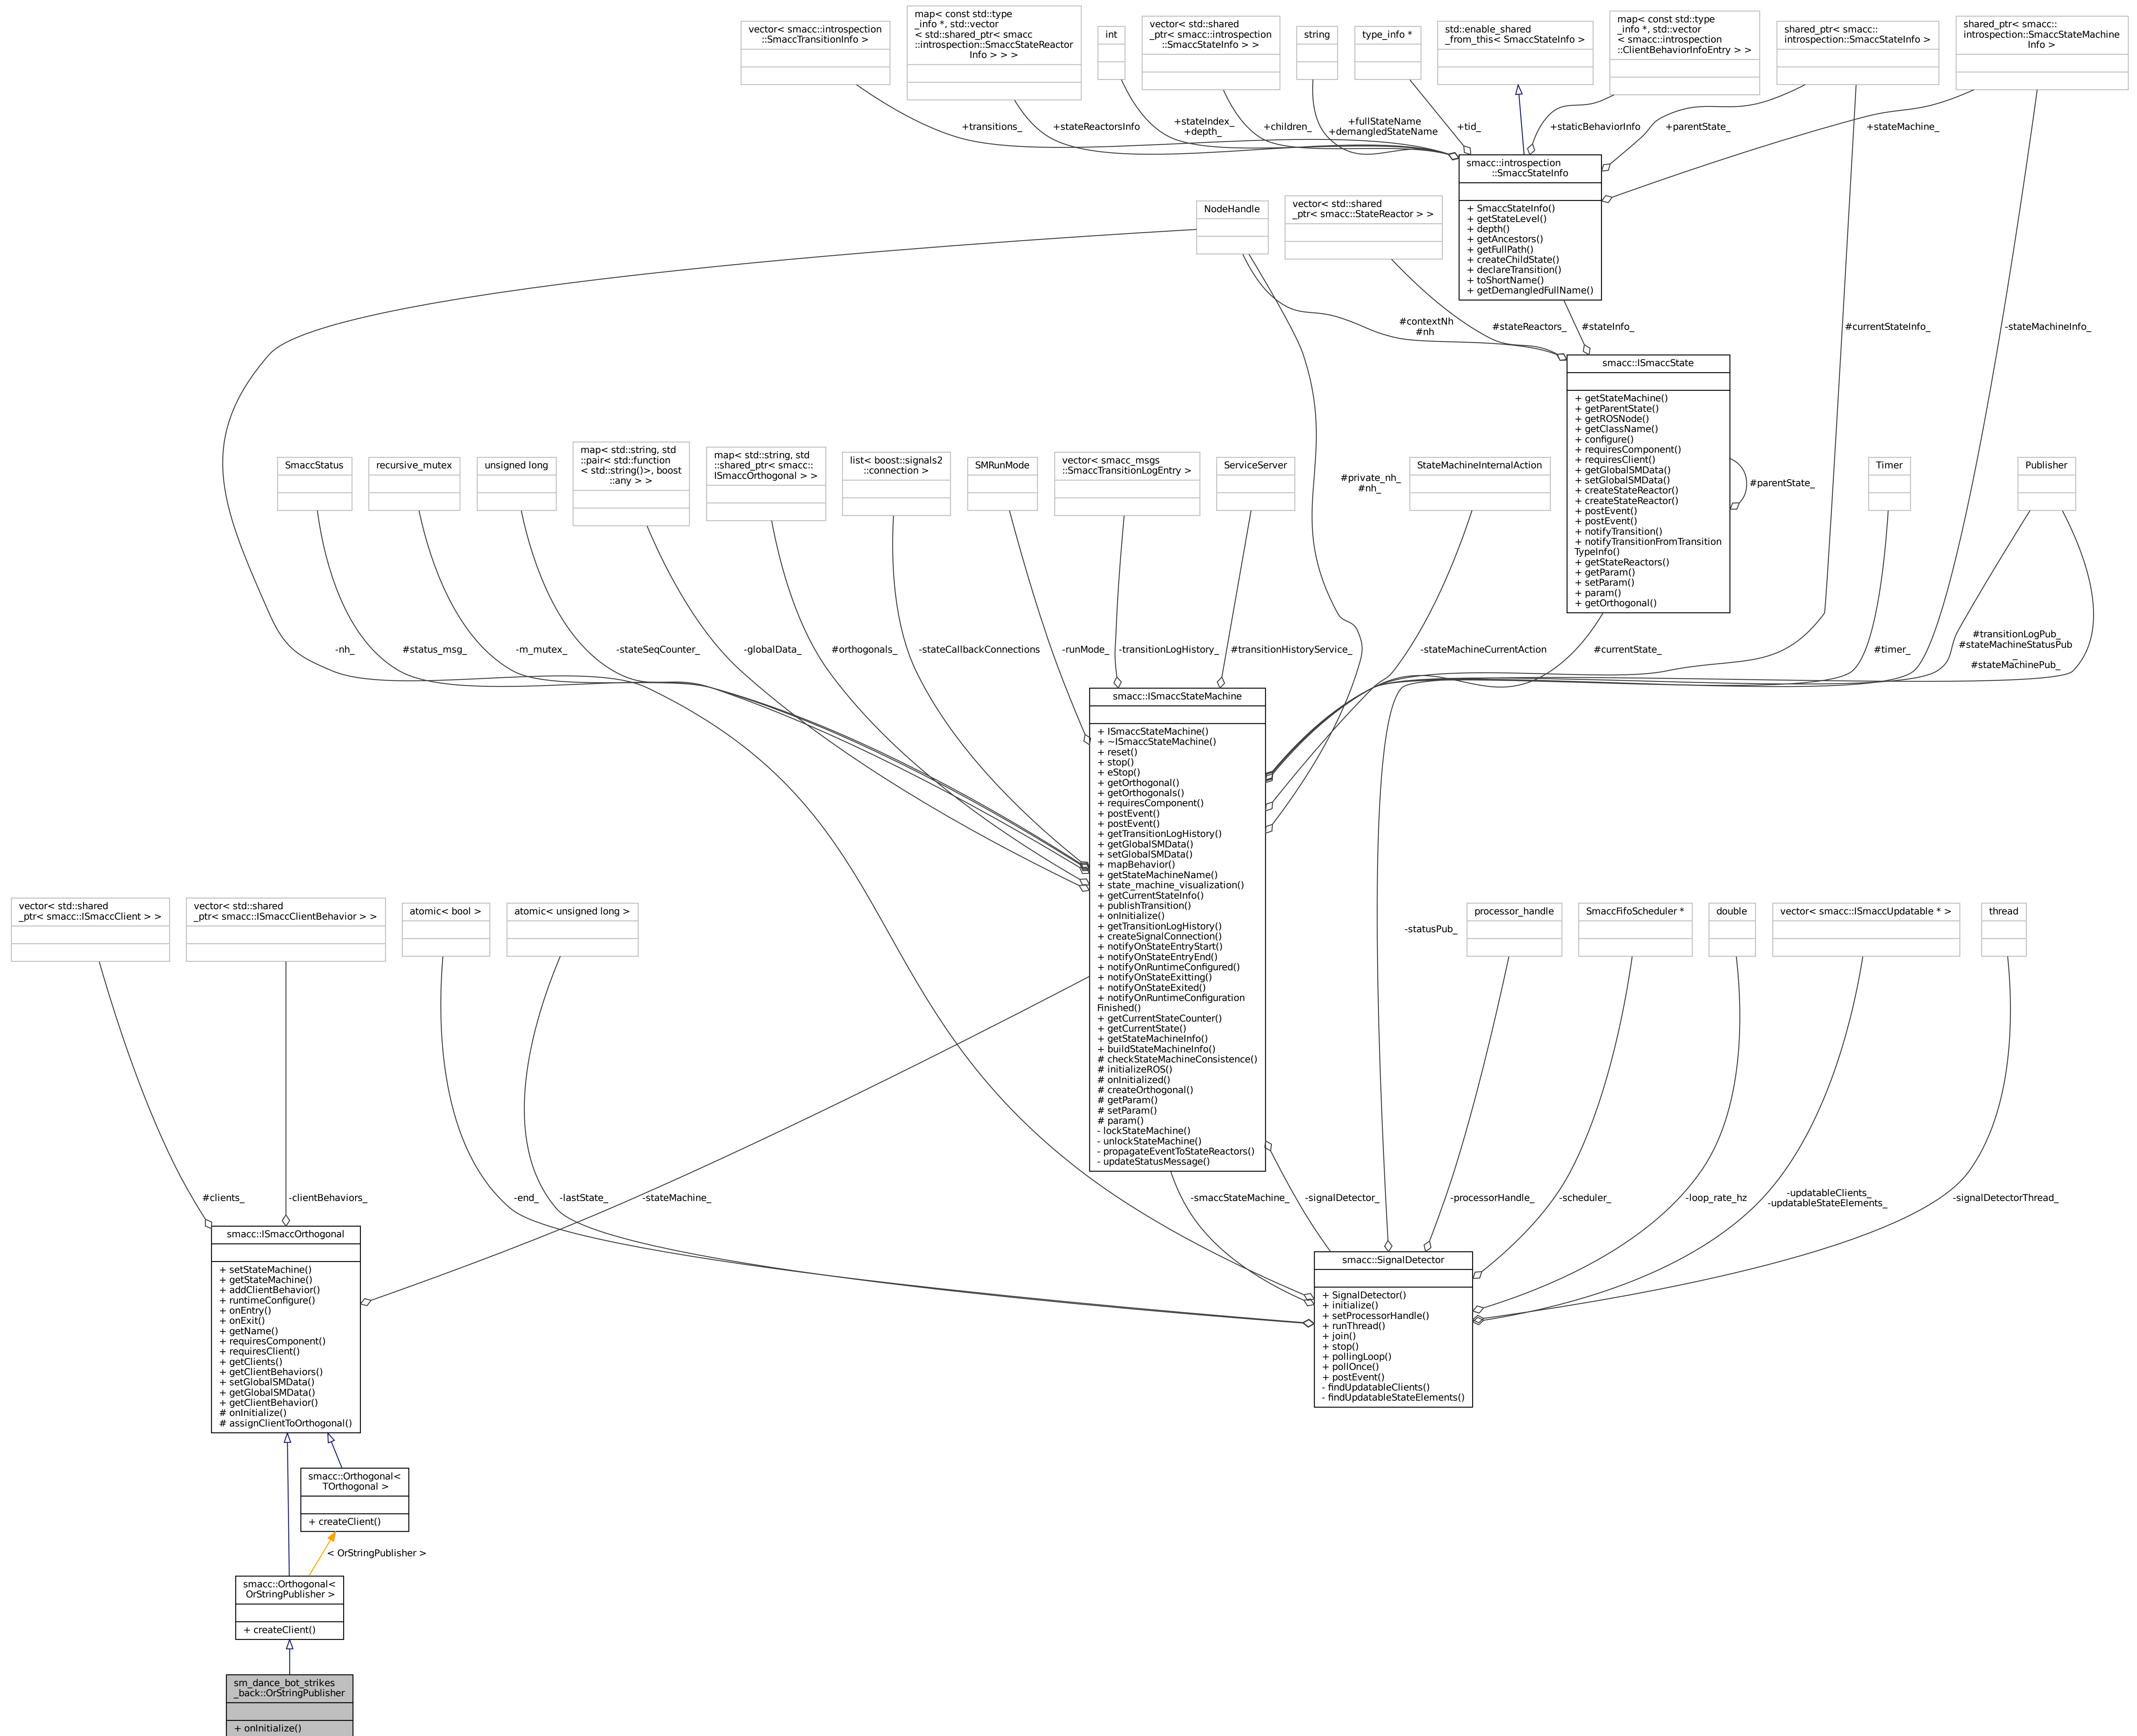 vector< smacc::introspection
::SmaccTransitionInfo >
map< const std::type
_info *, std::vector
< std::shared_ptr< smacc
::introspection::SmaccStateReactor
Info > > >
int
vector< std::shared
_ptr< smacc::introspection
::SmaccStateInfo > >
string
type_info *
std::enable_shared
_from_this< SmaccStateInfo >
map< const std::type
_info *, std::vector
< smacc::introspection
::ClientBehaviorInfoEntry > >
shared_ptr< smacc::
introspection::SmaccStateInfo >
shared_ptr< smacc::
introspection::SmaccStateMachine
Info >
+transitions_
+stateReactorsInfo
+stateIndex_
+depth_
+children_
+fullStateName
+demangledStateName
+tid_
+staticBehaviorInfo
+parentState_
+stateMachine_
smacc::introspection
::SmaccStateInfo
+ SmaccStateInfo()
+ getStateLevel()
+ depth()
+ getAncestors()
+ getFullPath()
+ createChildState()
+ declareTransition()
+ toShortName()
+ getDemangledFullName()
NodeHandle
vector< std::shared
_ptr< smacc::StateReactor > >
#contextNh
#nh
#stateReactors_
#stateInfo_
#currentStateInfo_
-stateMachineInfo_
smacc::ISmaccState
+ getStateMachine()
+ getParentState()
+ getROSNode()
+ getClassName()
+ configure()
+ requiresComponent()
+ requiresClient()
+ getGlobalSMData()
+ setGlobalSMData()
+ createStateReactor()
+ createStateReactor()
+ postEvent()
+ postEvent()
+ notifyTransition()
+ notifyTransitionFromTransition
TypeInfo()
+ getStateReactors()
+ getParam()
+ setParam()
+ param()
+ getOrthogonal()
#parentState_
SmaccStatus
recursive_mutex
unsigned long
map< std::string, std
::pair< std::function
< std::string()>, boost
::any > >
map< std::string, std
::shared_ptr< smacc::
ISmaccOrthogonal > >
list< boost::signals2
::connection >
SMRunMode
vector< smacc_msgs
::SmaccTransitionLogEntry >
ServiceServer
#private_nh_
#nh_
StateMachineInternalAction
Timer
Publisher
-nh_
#status_msg_
-m_mutex_
-stateSeqCounter_
-globalData_
#orthogonals_
-stateCallbackConnections
-runMode_
-transitionLogHistory_
#transitionHistoryService_
-stateMachineCurrentAction
#currentState_
#timer_
#transitionLogPub_
#stateMachineStatusPub
_
#stateMachinePub_
smacc::ISmaccStateMachine
+ ISmaccStateMachine()
+ ~ISmaccStateMachine()
+ reset()
+ stop()
+ eStop()
+ getOrthogonal()
+ getOrthogonals()
+ requiresComponent()
+ postEvent()
+ postEvent()
+ getTransitionLogHistory()
+ getGlobalSMData()
+ setGlobalSMData()
+ mapBehavior()
+ getStateMachineName()
+ state_machine_visualization()
+ getCurrentStateInfo()
+ publishTransition()
+ onInitialize()
+ getTransitionLogHistory()
+ createSignalConnection()
+ notifyOnStateEntryStart()
+ notifyOnStateEntryEnd()
+ notifyOnRuntimeConfigured()
+ notifyOnStateExitting()
+ notifyOnStateExited()
+ notifyOnRuntimeConfiguration
Finished()
+ getCurrentStateCounter()
+ getCurrentState()
+ getStateMachineInfo()
+ buildStateMachineInfo()
# checkStateMachineConsistence()
# initializeROS()
# onInitialized()
# createOrthogonal()
# getParam()
# setParam()
# param()
- lockStateMachine()
- unlockStateMachine()
- propagateEventToStateReactors()
- updateStatusMessage()
vector< std::shared
_ptr< smacc::ISmaccClient > >
vector< std::shared
_ptr< smacc::ISmaccClientBehavior > >
atomic< bool >
atomic< unsigned long >
-statusPub_
processor_handle
SmaccFifoScheduler *
double
vector< smacc::ISmaccUpdatable * >
thread
#clients_
-clientBehaviors_
-end_
-lastState_
-stateMachine_
-smaccStateMachine_
-signalDetector_
-processorHandle_
-scheduler_
-loop_rate_hz
-updatableClients_
-updatableStateElements_
-signalDetectorThread_
smacc::ISmaccOrthogonal
+ setStateMachine()
+ getStateMachine()
+ addClientBehavior()
+ runtimeConfigure()
+ onEntry()
+ onExit()
+ getName()
+ requiresComponent()
+ requiresClient()
+ getClients()
+ getClientBehaviors()
+ setGlobalSMData()
+ getGlobalSMData()
+ getClientBehavior()
# onInitialize()
# assignClientToOrthogonal()
smacc::SignalDetector
+ SignalDetector()
+ initialize()
+ setProcessorHandle()
+ runThread()
+ join()
+ stop()
+ pollingLoop()
+ pollOnce()
+ postEvent()
- findUpdatableClients()
- findUpdatableStateElements()
smacc::Orthogonal<
TOrthogonal >
+ createClient()
< OrStringPublisher >
smacc::Orthogonal<
OrStringPublisher >
+ createClient()
sm_dance_bot_strikes
_back::OrStringPublisher
+ onInitialize()